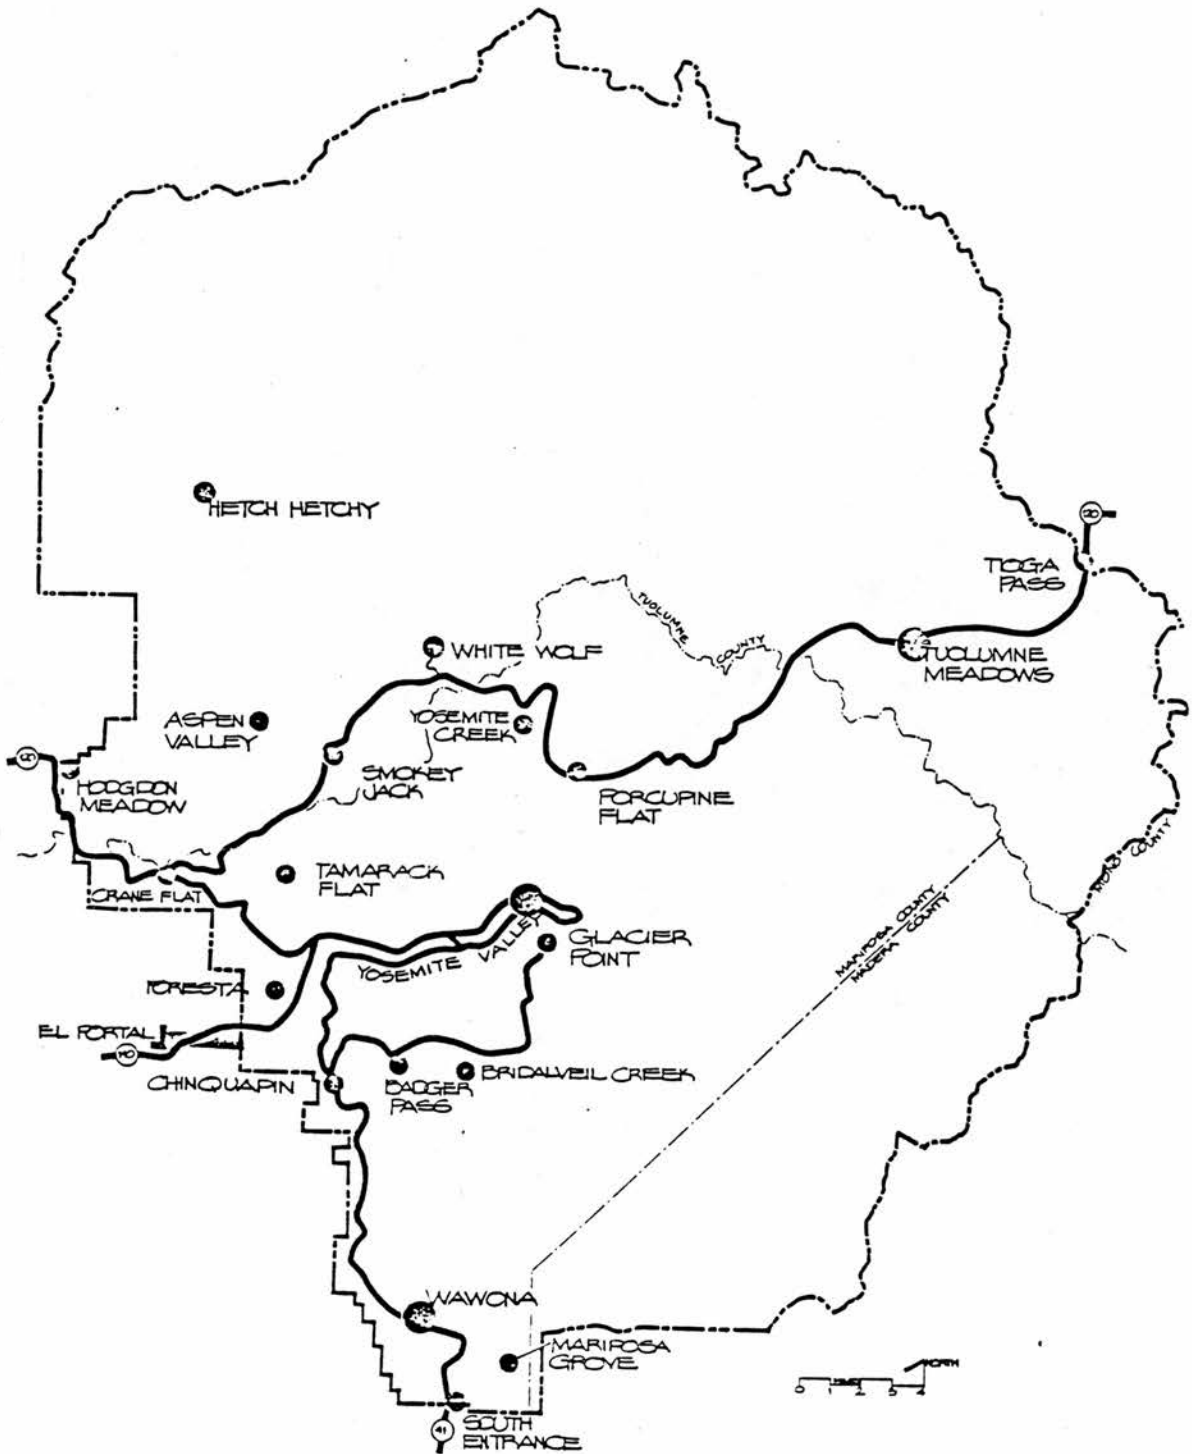 HETCH HETCHY
120
TIOGA
PASS
TUOLUMNE
COUNTY
TUOLUMNE
MEADOWS
WHITE WOLF
YOSEMITE
CREEK
ASPEN
VALLEY
SMOKEY
JACK
PORCUPINE
FLAT
120
HODGDON
MEADOW
MONO COUNTY
TAMARACK
FLAT
CRANE FLAT
MARIPOSA COUNTY
MADERA COUNTY
YOSEMITE VALLEY
GLACIER
POINT
FORESTA
EL PORTAL
140
CHINQUAPIN
BADGER
PASS
BRIDALVEIL CREEK
WAWONA
MARIPOSA
GROVE
NORTH
0 1 2 3 4
SOUTH
ENTRANCE
41